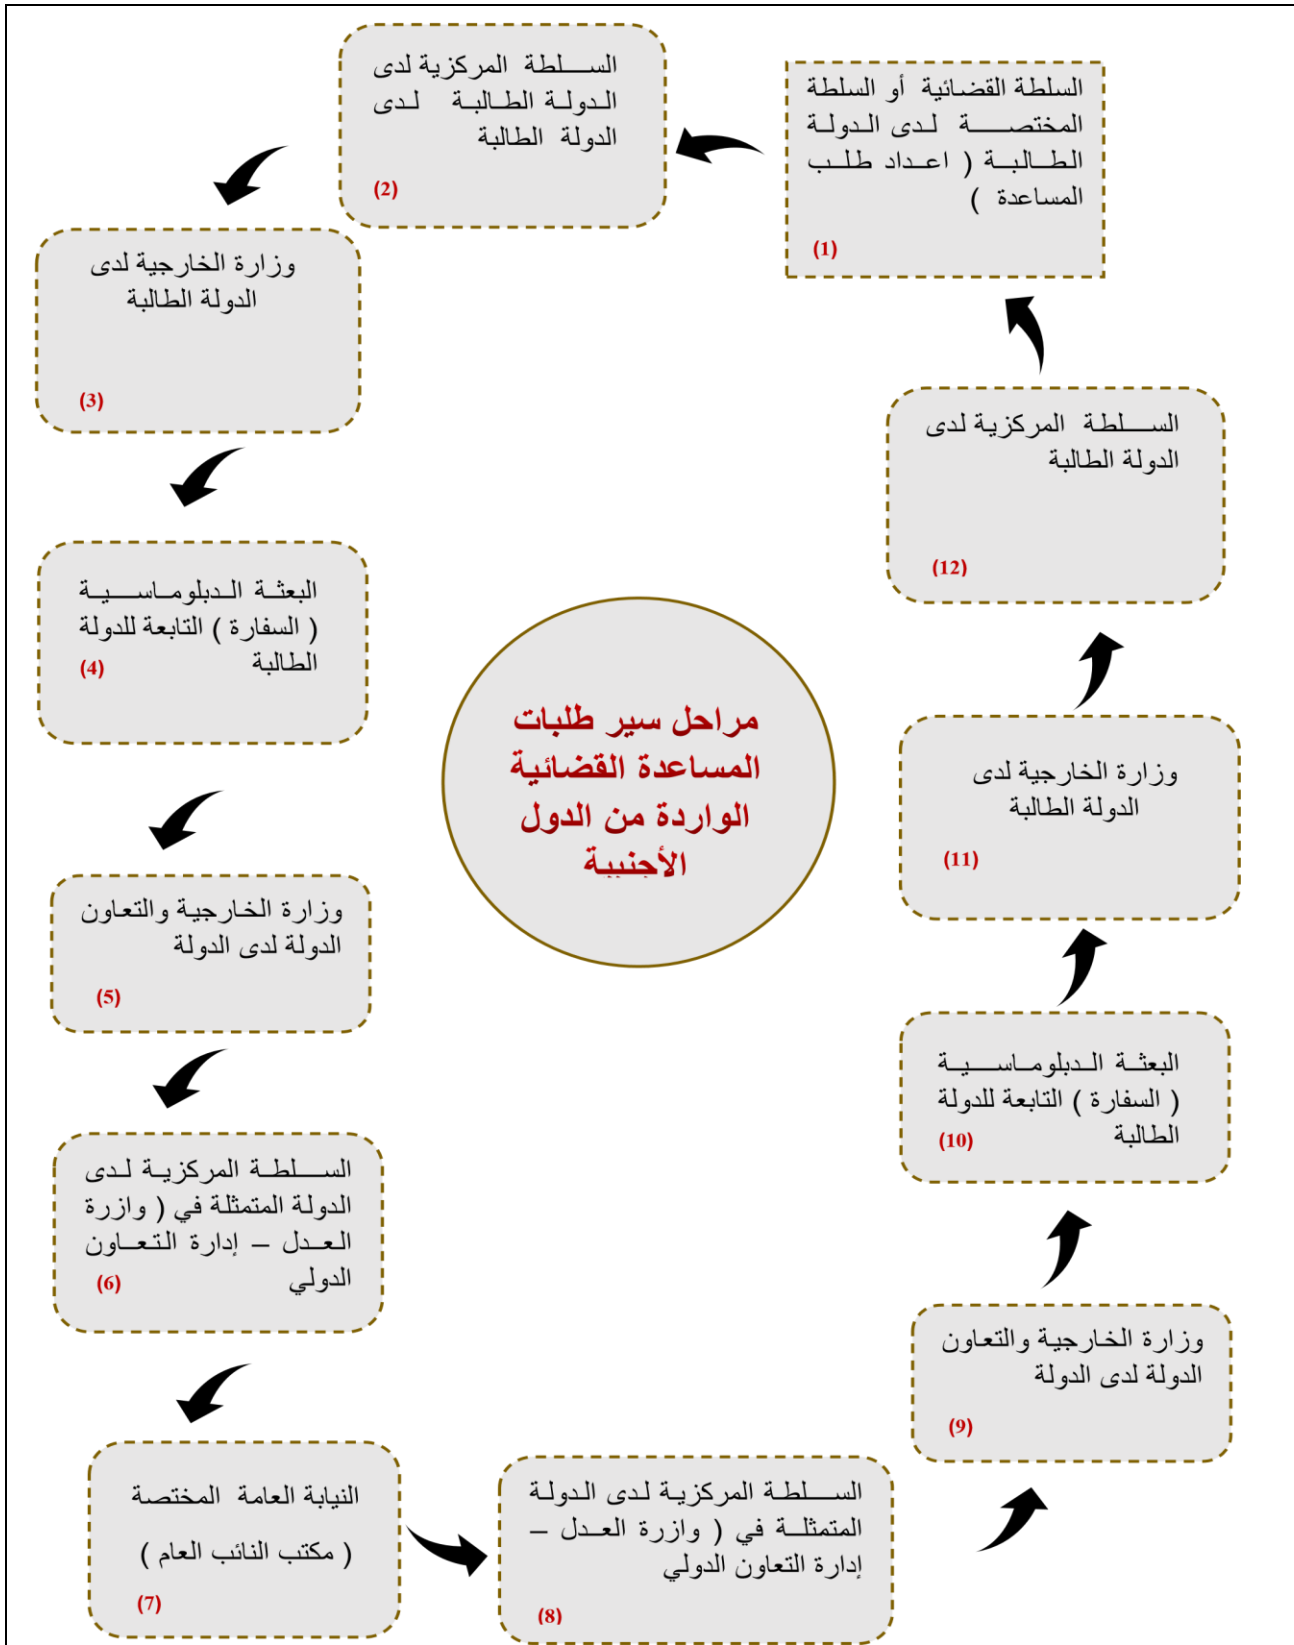 السلطة القضائية أو السلطة
المختصة لدى الدولة
الطالبة ( اعداد طلب
المساعدة )
(1)
السلطة المركزية لدى
الدولة الطالبة لدى
الدولة الطالبة
(2)
وزارة الخارجية لدى
الدولة الطالبة
(3)
البعثة الدبلوماسية
( السفارة ) التابعة للدولة
الطالبة (4)
وزارة الخارجية والتعاون
الدولة لدى الدولة
(5)
السلطة المركزية لدى
الدولة المتمثلة في ( وازرة
العدل – إدارة التعاون
الدولي (6)
النيابة العامة المختصة
( مكتب النائب العام )
(7)
السلطة المركزية لدى الدولة
المتمثلة في ( وازرة العدل –
إدارة التعاون الدولي
(8)
وزارة الخارجية والتعاون
الدولة لدى الدولة
(9)
البعثة الدبلوماسية
( السفارة ) التابعة للدولة
الطالبة (10)
وزارة الخارجية لدى
الدولة الطالبة
(11)
السلطة المركزية لدى
الدولة الطالبة
(12)
مراحل سير طلبات
المساعدة القضائية
الواردة من الدول
الأجنبية